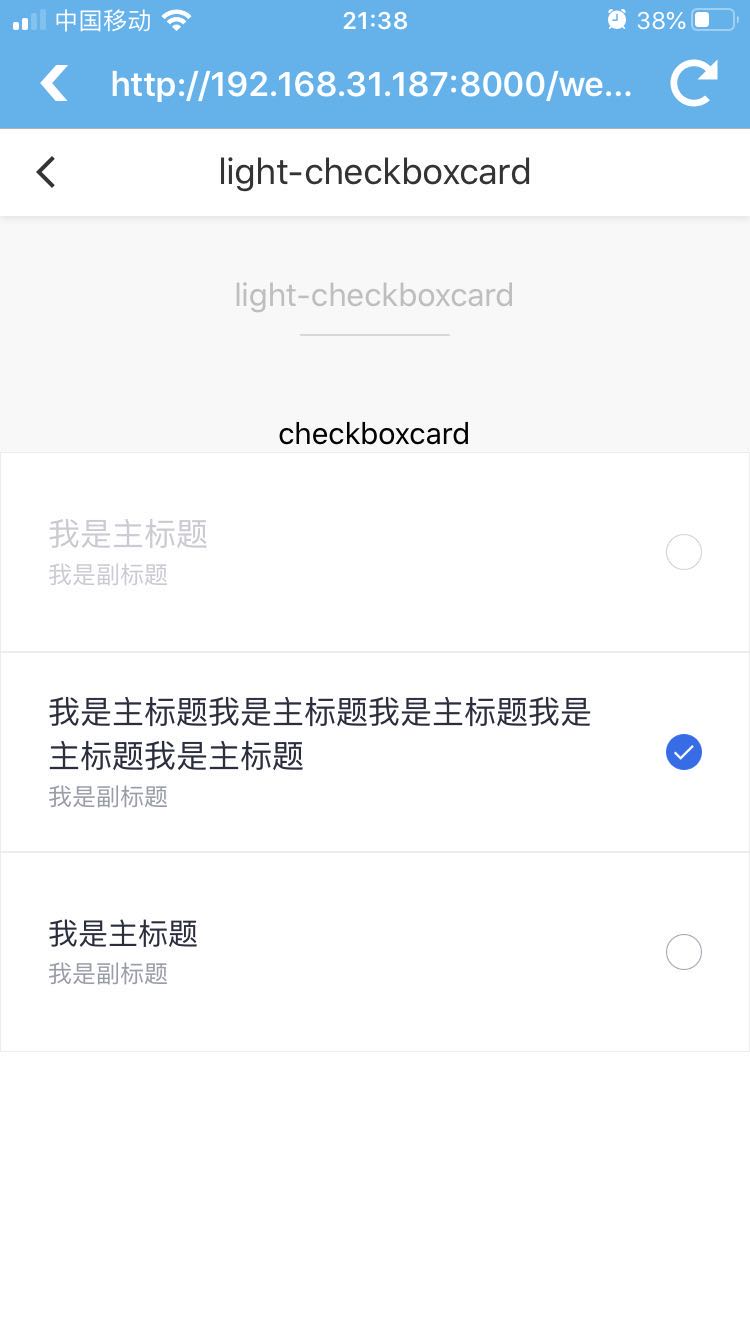 中国移动 21:38 38%
http://192.168.31.187:8000/we...
light-checkboxcard
light-checkboxcard
checkboxcard
我是主标题
我是副标题
我是主标题我是主标题我是主标题我是
主标题我是主标题
我是副标题
我是主标题
我是副标题